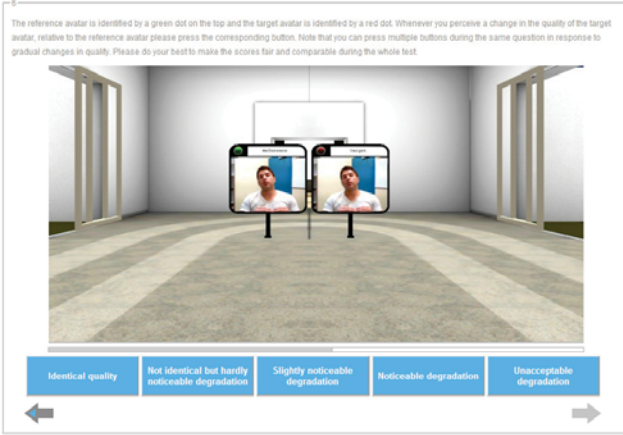 8
The reference avatar is identified by a green dot on the top and the target avatar is identified by a red dot. Whenever you perceive a change in the quality of the target
avatar, relative to the reference avatar please press the corresponding button. Note that you can press multiple buttons during the same question in response to
gradual changes in quality. Please do your best to make the scores fair and comparable during the whole test.
Reference
Target
Identical quality
Not identical but hardly
noticeable degradation
Slightly noticeable
degradation
Noticeable degradation
Unacceptable
degradation